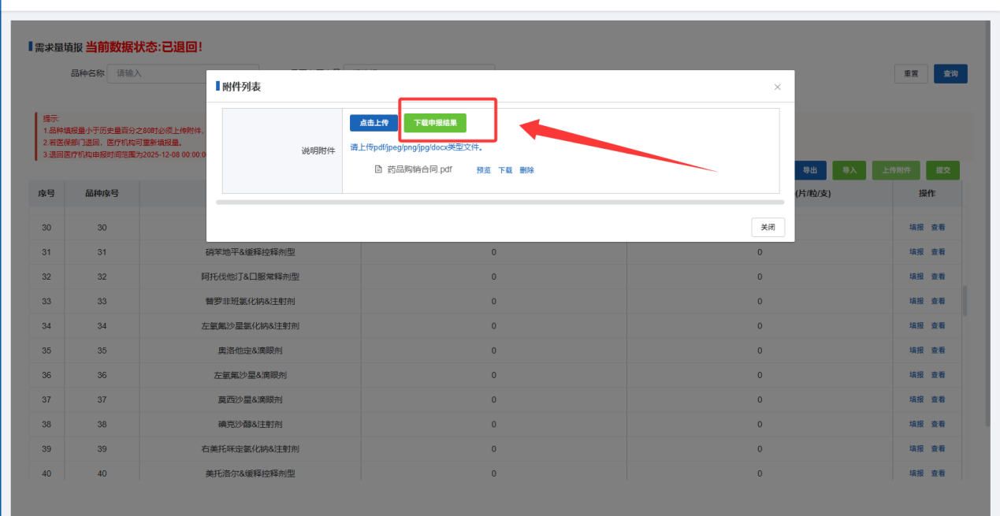 需求量填报 当前数据状态:已退回!
品种名称 请输入
重置 查询
附件列表 ×
提示:
1.品种填报量小于历史量百分之80时必须上传附件,
2.若医保部门退回,医疗机构可重新填报量。
3.退回医疗机构申报时间范围为2025-12-08 00:00:0
点击上传 下载申报结果
说明附件
请上传pdf/jpeg/png/jpg/docx类型文件。
药品购销合同.pdf 预览 下载 删除
导出 导入 上传附件 提交
序号 品种序号 (片/粒/支) 操作
关闭
30 30 填报 查看
31 31 硝苯地平&缓释控释剂型 0 0 填报 查看
32 32 阿托伐他汀&口服常释剂型 0 0 填报 查看
33 33 替罗非班氯化钠&注射剂 0 0 填报 查看
34 34 左氧氟沙星氯化钠&注射剂 0 0 填报 查看
35 35 奥洛他定&滴眼剂 0 0 填报 查看
36 36 左氧氟沙星&滴眼剂 0 0 填报 查看
37 37 莫西沙星&滴眼剂 0 0 填报 查看
38 38 碘克沙醇&注射剂 0 0 填报 查看
39 39 右美托咪定氯化钠&注射剂 0 0 填报 查看
40 40 美托洛尔&缓释控释剂型 0 0 填报 查看